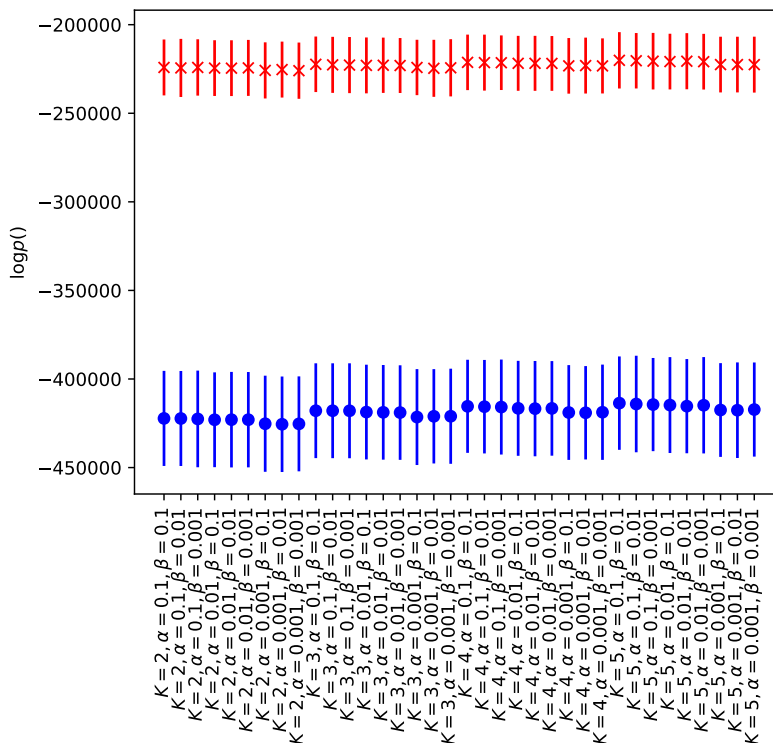 −200000
−250000
−300000
−350000
−400000
−450000
logp()
K = 2, α = 0.1, β = 0.1
K = 2, α = 0.1, β = 0.01
K = 2, α = 0.1, β = 0.001
K = 2, α = 0.01, β = 0.1
K = 2, α = 0.01, β = 0.01
K = 2, α = 0.01, β = 0.001
K = 2, α = 0.001, β = 0.1
K = 2, α = 0.001, β = 0.01
K = 2, α = 0.001, β = 0.001
K = 3, α = 0.1, β = 0.1
K = 3, α = 0.1, β = 0.01
K = 3, α = 0.1, β = 0.001
K = 3, α = 0.01, β = 0.1
K = 3, α = 0.01, β = 0.01
K = 3, α = 0.01, β = 0.001
K = 3, α = 0.001, β = 0.1
K = 3, α = 0.001, β = 0.01
K = 3, α = 0.001, β = 0.001
K = 4, α = 0.1, β = 0.1
K = 4, α = 0.1, β = 0.01
K = 4, α = 0.1, β = 0.001
K = 4, α = 0.01, β = 0.1
K = 4, α = 0.01, β = 0.01
K = 4, α = 0.01, β = 0.001
K = 4, α = 0.001, β = 0.1
K = 4, α = 0.001, β = 0.01
K = 4, α = 0.001, β = 0.001
K = 5, α = 0.1, β = 0.1
K = 5, α = 0.1, β = 0.01
K = 5, α = 0.1, β = 0.001
K = 5, α = 0.01, β = 0.1
K = 5, α = 0.01, β = 0.01
K = 5, α = 0.01, β = 0.001
K = 5, α = 0.001, β = 0.1
K = 5, α = 0.001, β = 0.01
K = 5, α = 0.001, β = 0.001